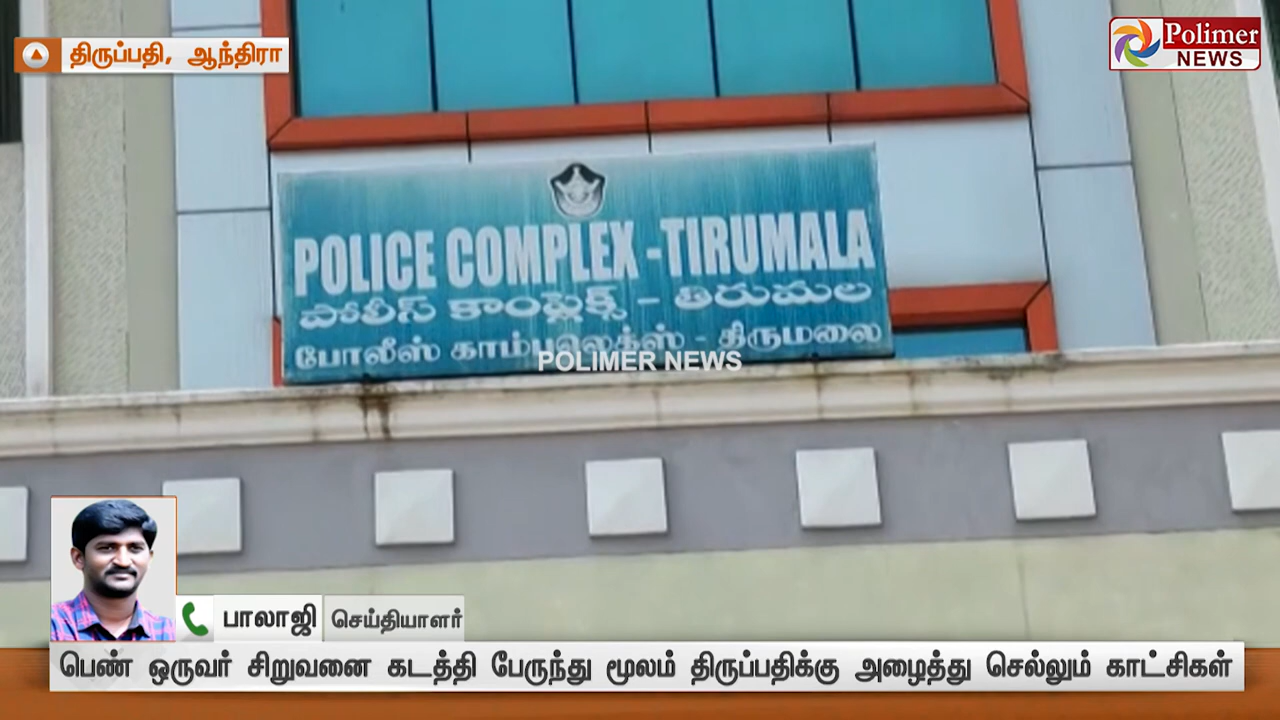 திருப்பதி, ஆந்திரா
Polimer
NEWS
POLICE COMPLEX -TIRUMALA
పోలీస్ కాంప్లెక్స్ - తిరుమల
போலீஸ் காம்பளெக்ஸ் - திருமலை
POLIMER NEWS
பாலாஜி செய்தியாளர்
பெண் ஒருவர் சிறுவனை கடத்தி பேருந்து மூலம் திருப்பதிக்கு அழைத்து செல்லும் காட்சிகள்